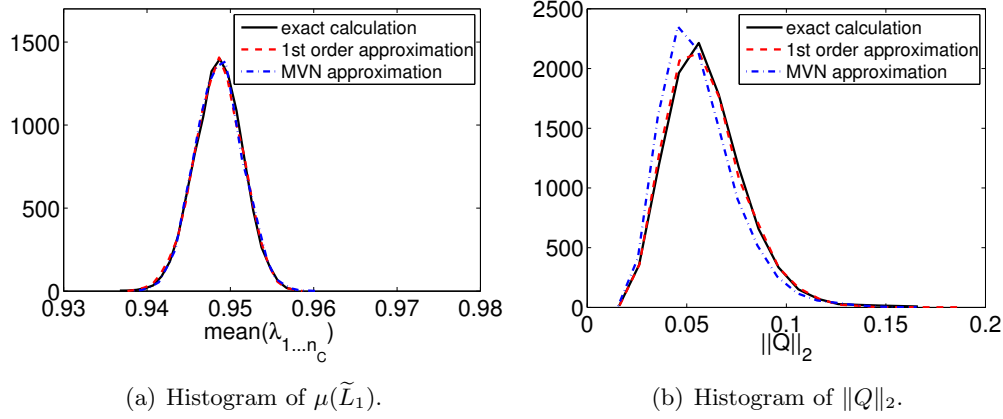 1500
1000
500
0
0.93
0.94
0.95
0.96
0.97
0.98
mean(λ1...nC)
exact calculation
1st order approximation
MVN approximation
(a) Histogram of μ(L̃1).
2500
2000
1500
1000
500
0
0
0.05
0.1
0.15
0.2
||Q||2
exact calculation
1st order approximation
MVN approximation
(b) Histogram of ‖Q‖2.